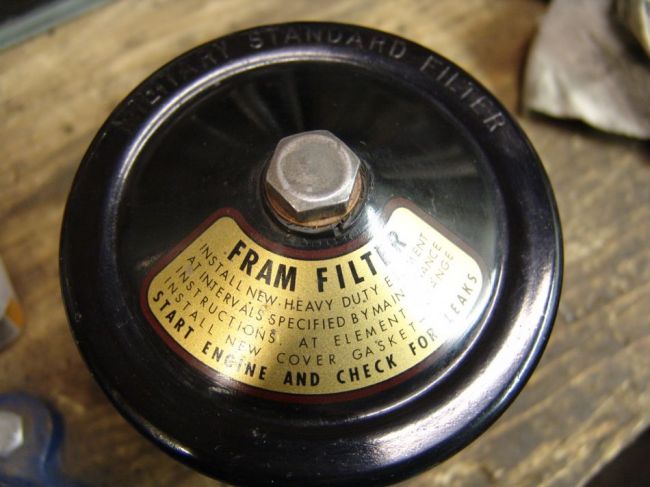 MILITARY STANDARD FILTER
FRAM FILTER
INSTALL NEW HEAVY DUTY ELEMENT
AT INTERVALS SPECIFIED BY MAINTENANCE
INSTRUCTIONS. AT ELEMENT CHANGE
INSTALL NEW COVER GASKET.
START ENGINE AND CHECK FOR LEAKS